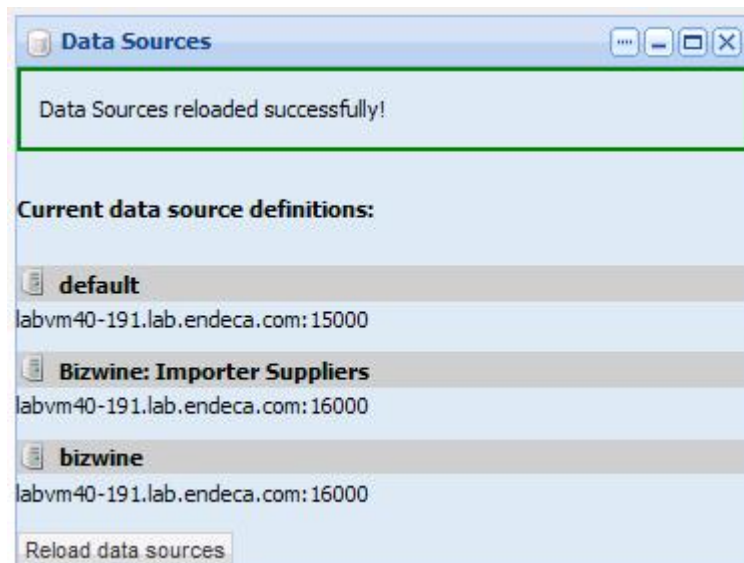 Data Sources
Data Sources reloaded successfully!
Current data source definitions:
default
labvm40-191.lab.endeca.com:15000
Bizwine: Importer Suppliers
labvm40-191.lab.endeca.com:16000
bizwine
labvm40-191.lab.endeca.com:16000
Reload data sources